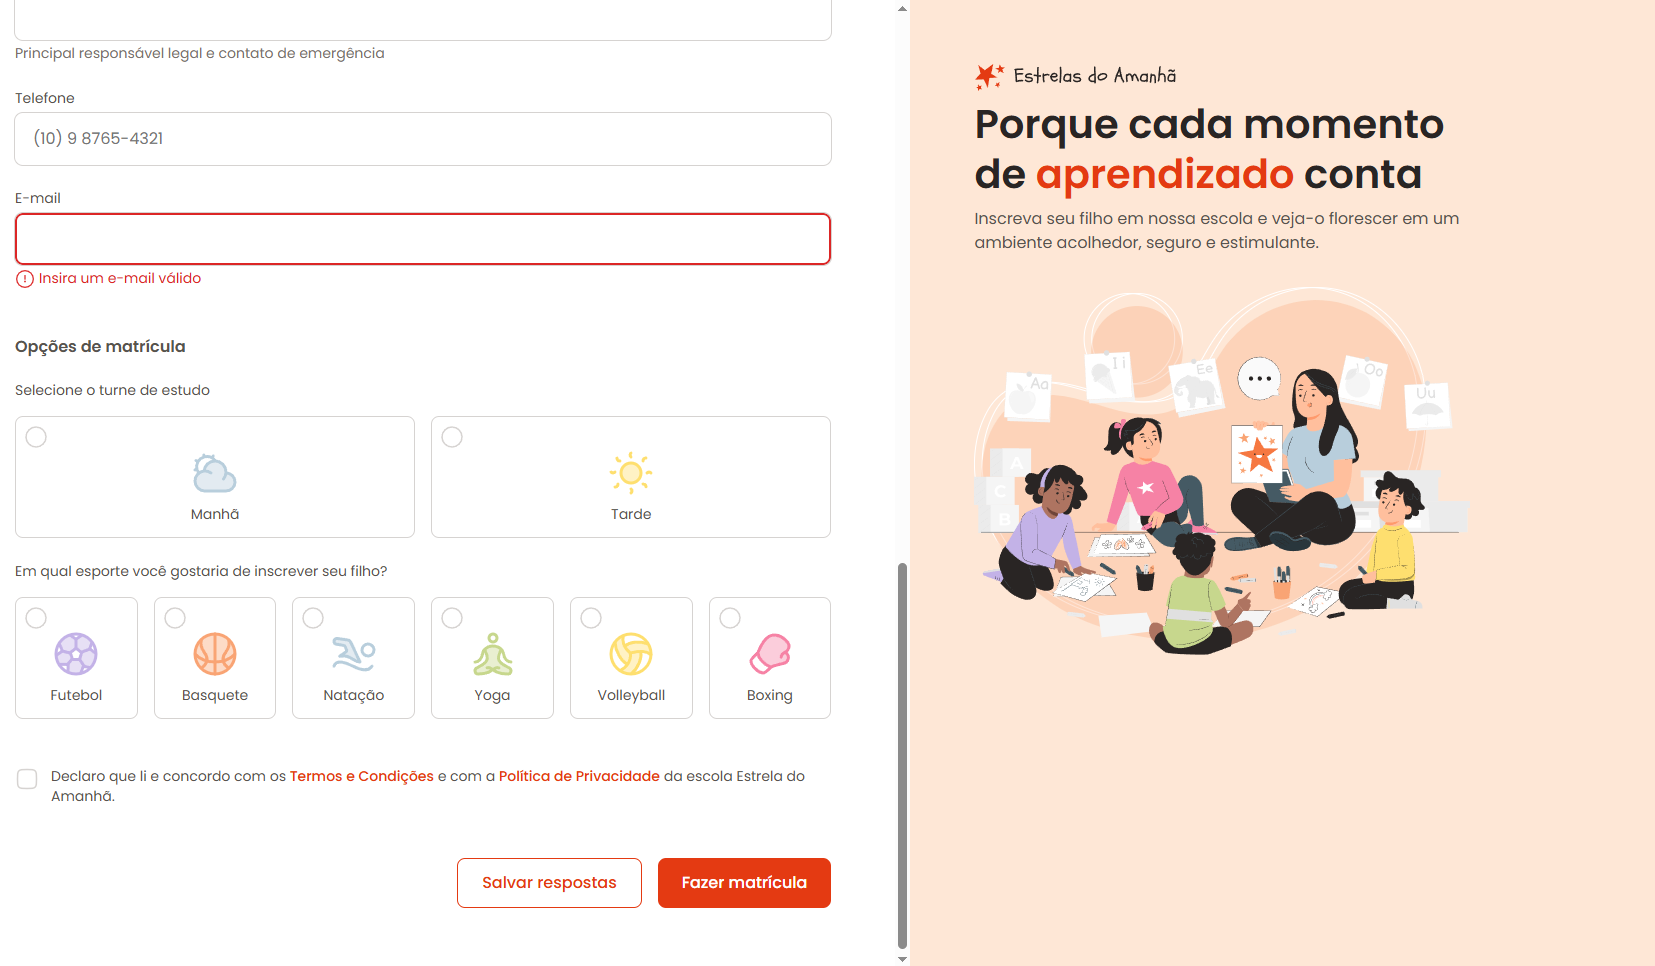 Principal responsável legal e contato de emergência
Telefone
(10) 9 8765-4321
E-mail
Insira um e-mail válido
Opções de matrícula
Selecione o turne de estudo
Manhã
Tarde
Em qual esporte você gostaria de inscrever seu filho?
Futebol
Basquete
Natação
Yoga
Volleyball
Boxing
Declaro que li e concordo com os Termos e Condições e com a Política de Privacidade da escola Estrela do
Amanhã.
Salvar respostas
Fazer matrícula
Estrelas do Amanhã
Porque cada momento
de aprendizado conta
Inscreva seu filho em nossa escola e veja-o florescer em um
ambiente acolhedor, seguro e estimulante.
Aa
Ii
Ee
Oo
Uu
A
C
B